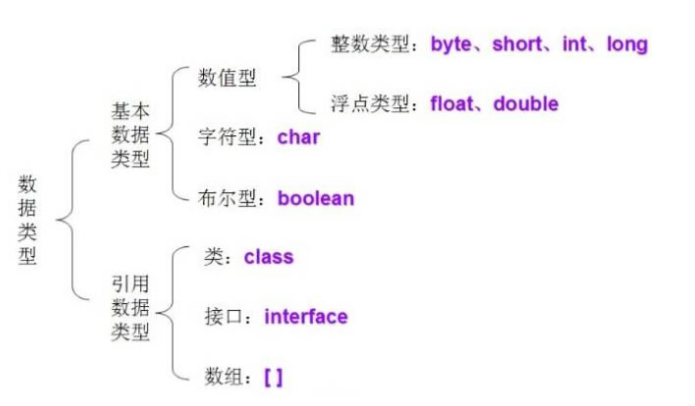 数据类型
基本数据类型
数值型
整数类型：byte、short、int、long
浮点类型：float、double
字符型：char
布尔型：boolean
引用数据类型
类：class
接口：interface
数组：[ ]